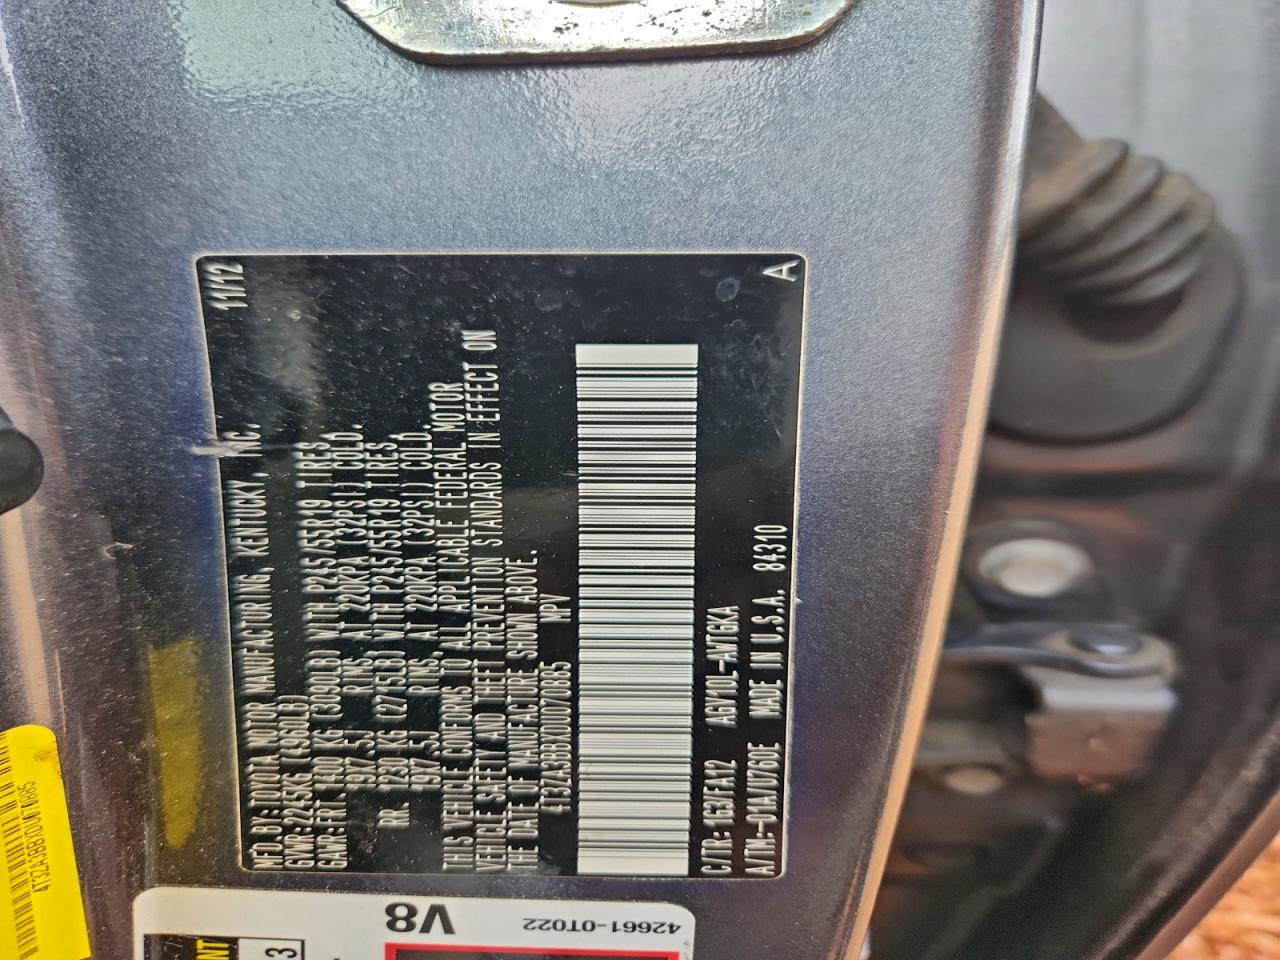 MFD.BY:TOYOTA MOTOR MANUFACTURING, KENTUCKY, INC. 11/12
GVWR:2245KG (4960LB)
GAWR:FRT 1400 KG (3090LB) WITH P245/55R19 TIRES
19X7.5J RIMS, AT 220KPA ( 32PSI) COLD.
RR 1230 KG (2715LB) WITH P245/55R19 TIRES.
19X7.5J RIMS, AT 220KPA ( 32PSI) COLD.
THIS VEHICLE CONFORMS TO ALL APPLICABLE FEDERAL MOTOR
VEHICLE SAFETY AND THEFT PREVENTION STANDARDS IN EFFECT ON
THE DATE OF MANUFACTURE SHOWN ABOVE.
4T3ZA3BBXDU070885 MPV
C/TR:1G3/FA12 AGV10L-AWTGKA
A/TM:-01A/U760E MADE IN U.S.A. 84310 A
V8
42661-0T022
3